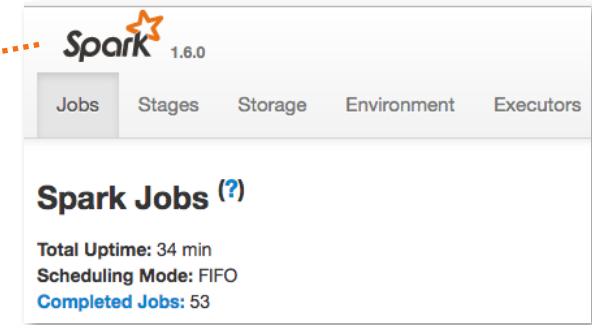 Spark 1.6.0
Jobs Stages Storage Environment Executors
Spark Jobs (?)
Total Uptime: 34 min
Scheduling Mode: FIFO
Completed Jobs: 53